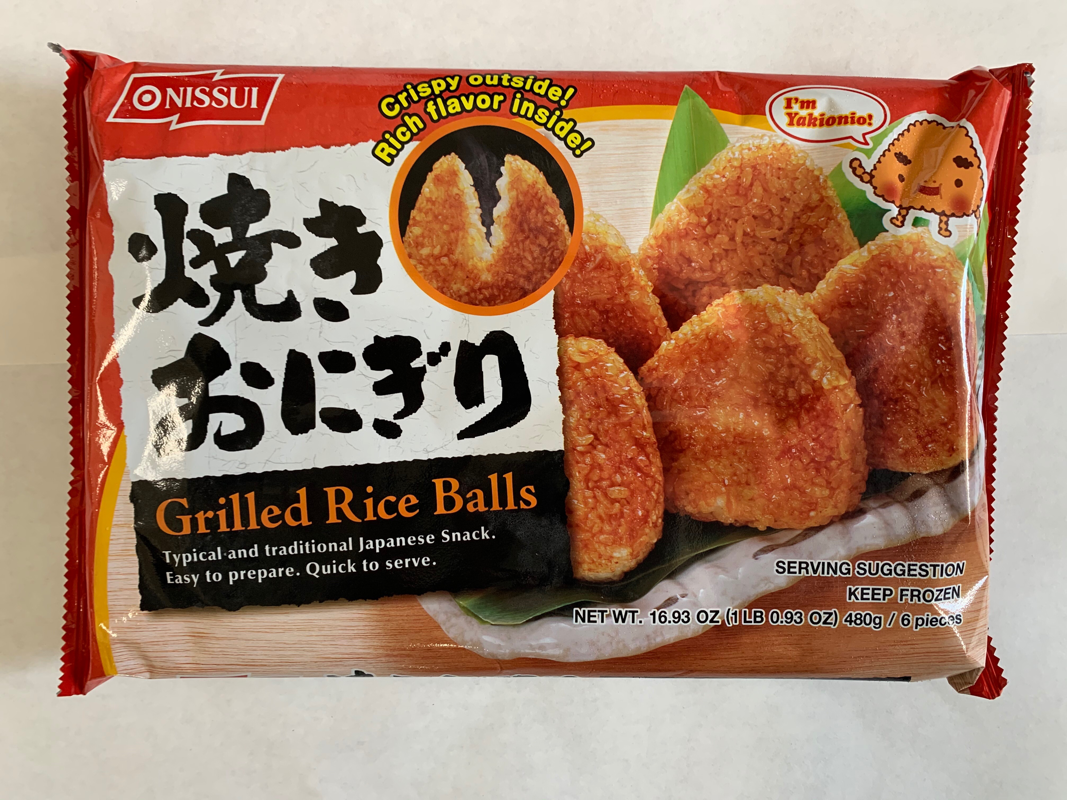 NISSUI
Crispy outside!
Rich flavor inside!
I'm
Yakionio!
焼き
おにぎり
Grilled Rice Balls
Typical and traditional Japanese Snack.
Easy to prepare. Quick to serve.
SERVING SUGGESTION
KEEP FROZEN
NET WT. 16.93 OZ (1 LB 0.93 OZ) 480g / 6 pieces